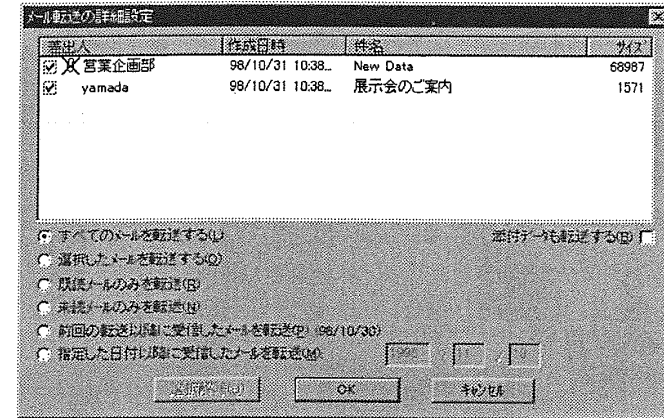 メール転送の詳細設定
差出人 作成日時 件名 サイズ
営業企画部 98/10/31 10:38... New Data 68987
yamada 98/10/31 10:38... 展示会のご案内 1571
すべてのメールを転送する(L)
添付データも転送する(B)
選択したメールを転送する(O)
既読メールのみを転送(R)
未読メールのみを転送(N)
前回の転送以降に受信したメールを転送(P) (98/10/30)
指定した日付以降に受信したメールを転送(M)
OK キャンセル